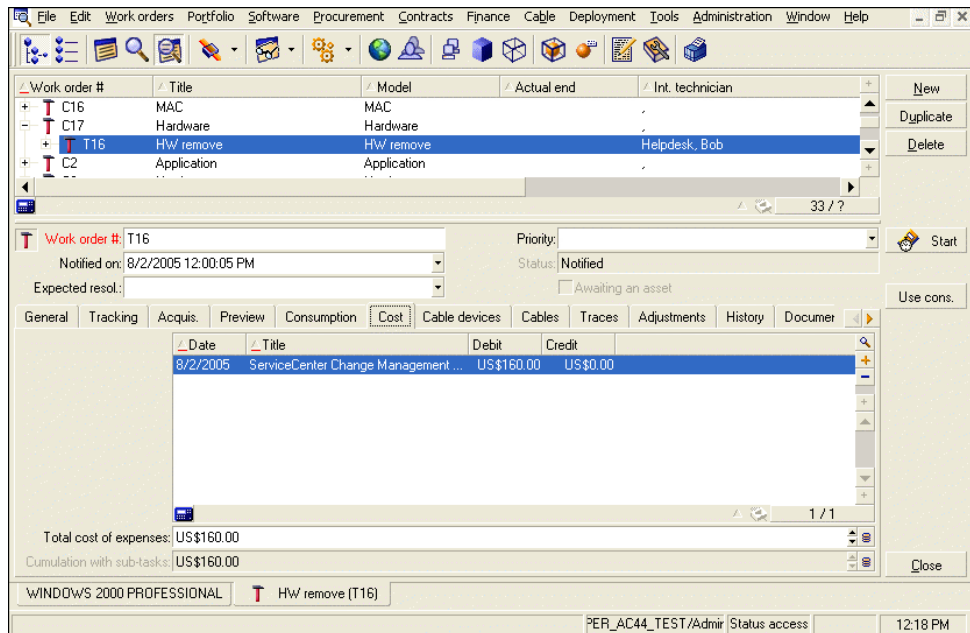 File Edit Work orders Portfolio Software Procurement Contracts Finance Cable Deployment Tools Administration Window Help
Work order # Title Model Actual end Int. technician
New
C16 MAC MAC ,
C17 Hardware Hardware ,
Duplicate
T16 HW remove HW remove Helpdesk, Bob
Delete
C2 Application Application ,
33 / ?
Work order #: T16 Priority:
Start
Notified on: 8/2/2005 12:00:05 PM Status: Notified
Expected resol.: Awaiting an asset
Use cons.
General Tracking Acquis. Preview Consumption Cost Cable devices Cables Traces Adjustments History Documer
Date Title Debit Credit
8/2/2005 ServiceCenter Change Management ... US$160.00 US$0.00
1 / 1
Total cost of expenses: US$160.00
Cumulation with sub-tasks: US$160.00
Close
WINDOWS 2000 PROFESSIONAL HW remove (T16)
PER_AC44_TEST/Admir Status access 12:18 PM